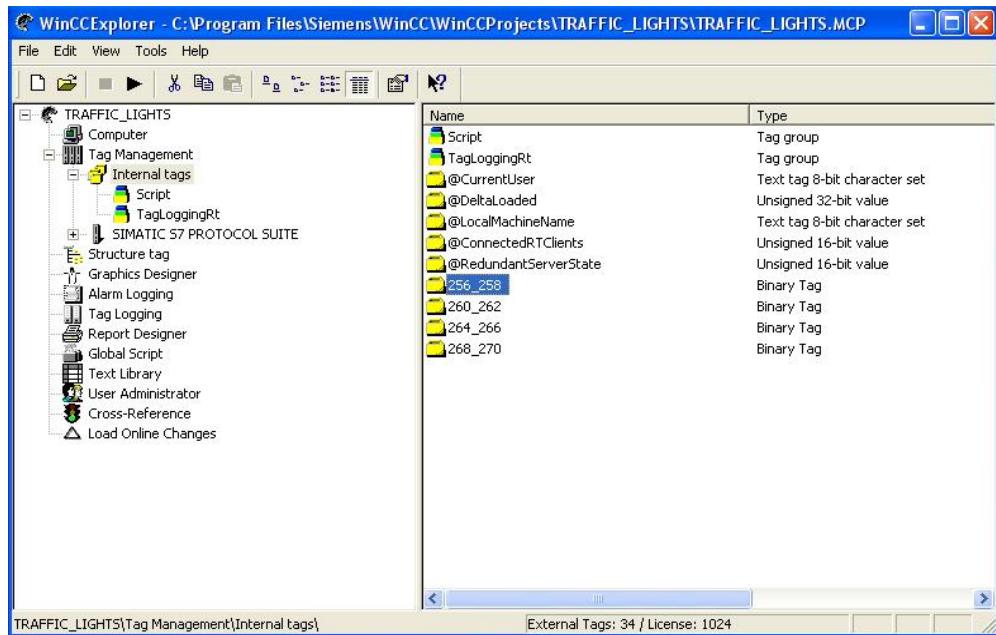 WinCCExplorer - C:\Program Files\Siemens\WinCC\WinCCProjects\TRAFFIC_LIGHTS\TRAFFIC_LIGHTS.MCP
File Edit View Tools Help
TRAFFIC_LIGHTS
Computer
Tag Management
Internal tags
Script
TagLoggingRt
SIMATIC S7 PROTOCOL SUITE
Structure tag
Graphics Designer
Alarm Logging
Tag Logging
Report Designer
Global Script
Text Library
User Administrator
Cross-Reference
Load Online Changes
Name Type
Script Tag group
TagLoggingRt Tag group
@CurrentUser Text tag 8-bit character set
@DeltaLoaded Unsigned 32-bit value
@LocalMachineName Text tag 8-bit character set
@ConnectedRTClients Unsigned 16-bit value
@RedundantServerState Unsigned 16-bit value
256_258 Binary Tag
260_262 Binary Tag
264_266 Binary Tag
268_270 Binary Tag
TRAFFIC_LIGHTS\Tag Management\Internal tags\ External Tags: 34 / License: 1024